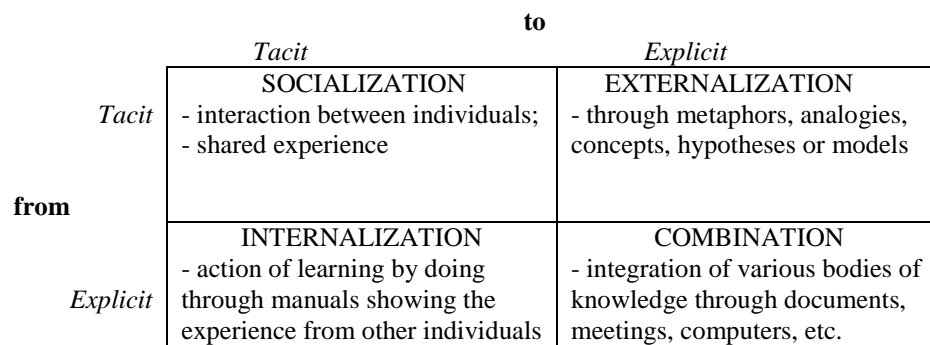 to
Tacit Explicit
SOCIALIZATION EXTERNALIZATION
Tacit - interaction between individuals; - through metaphors, analogies,
- shared experience concepts, hypotheses or models
from
INTERNALIZATION COMBINATION
- action of learning by doing - integration of various bodies of
Explicit through manuals showing the knowledge through documents,
experience from other individuals meetings, computers, etc.